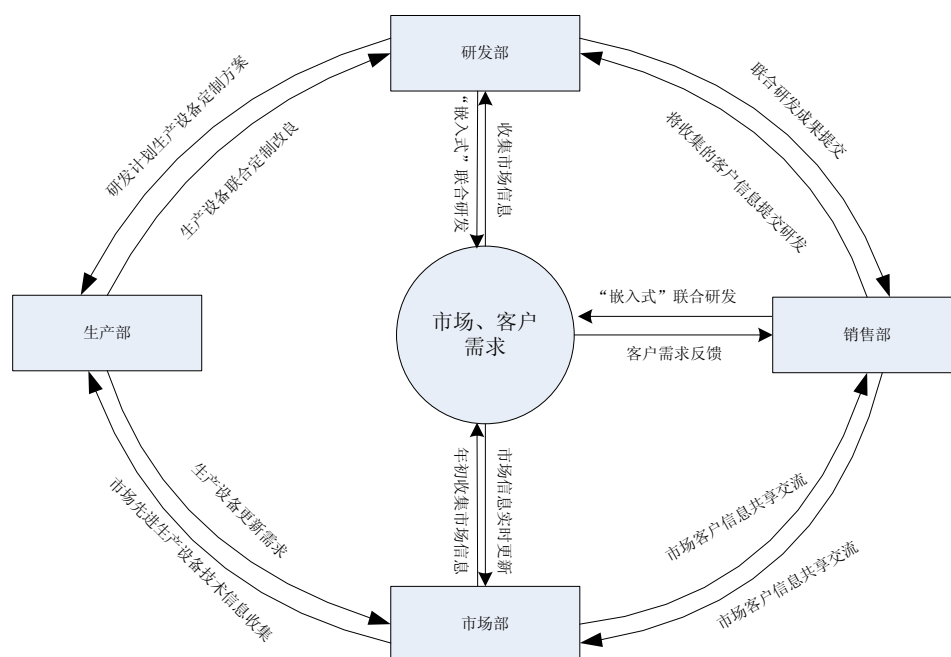 研发部
研发计划生产设备定制方案
生产设备联合定制改良
“嵌入式”联合研发
收集市场信息
将收集的客户信息提交研发
联合研发成果提交
生产部
市场、客户
需求
“嵌入式”联合研发
客户需求反馈
销售部
市场先进生产设备技术信息收集
生产设备更新需求
年初收集市场信息
市场信息实时更新
市场客户信息共享交流
市场客户信息共享交流
市场部